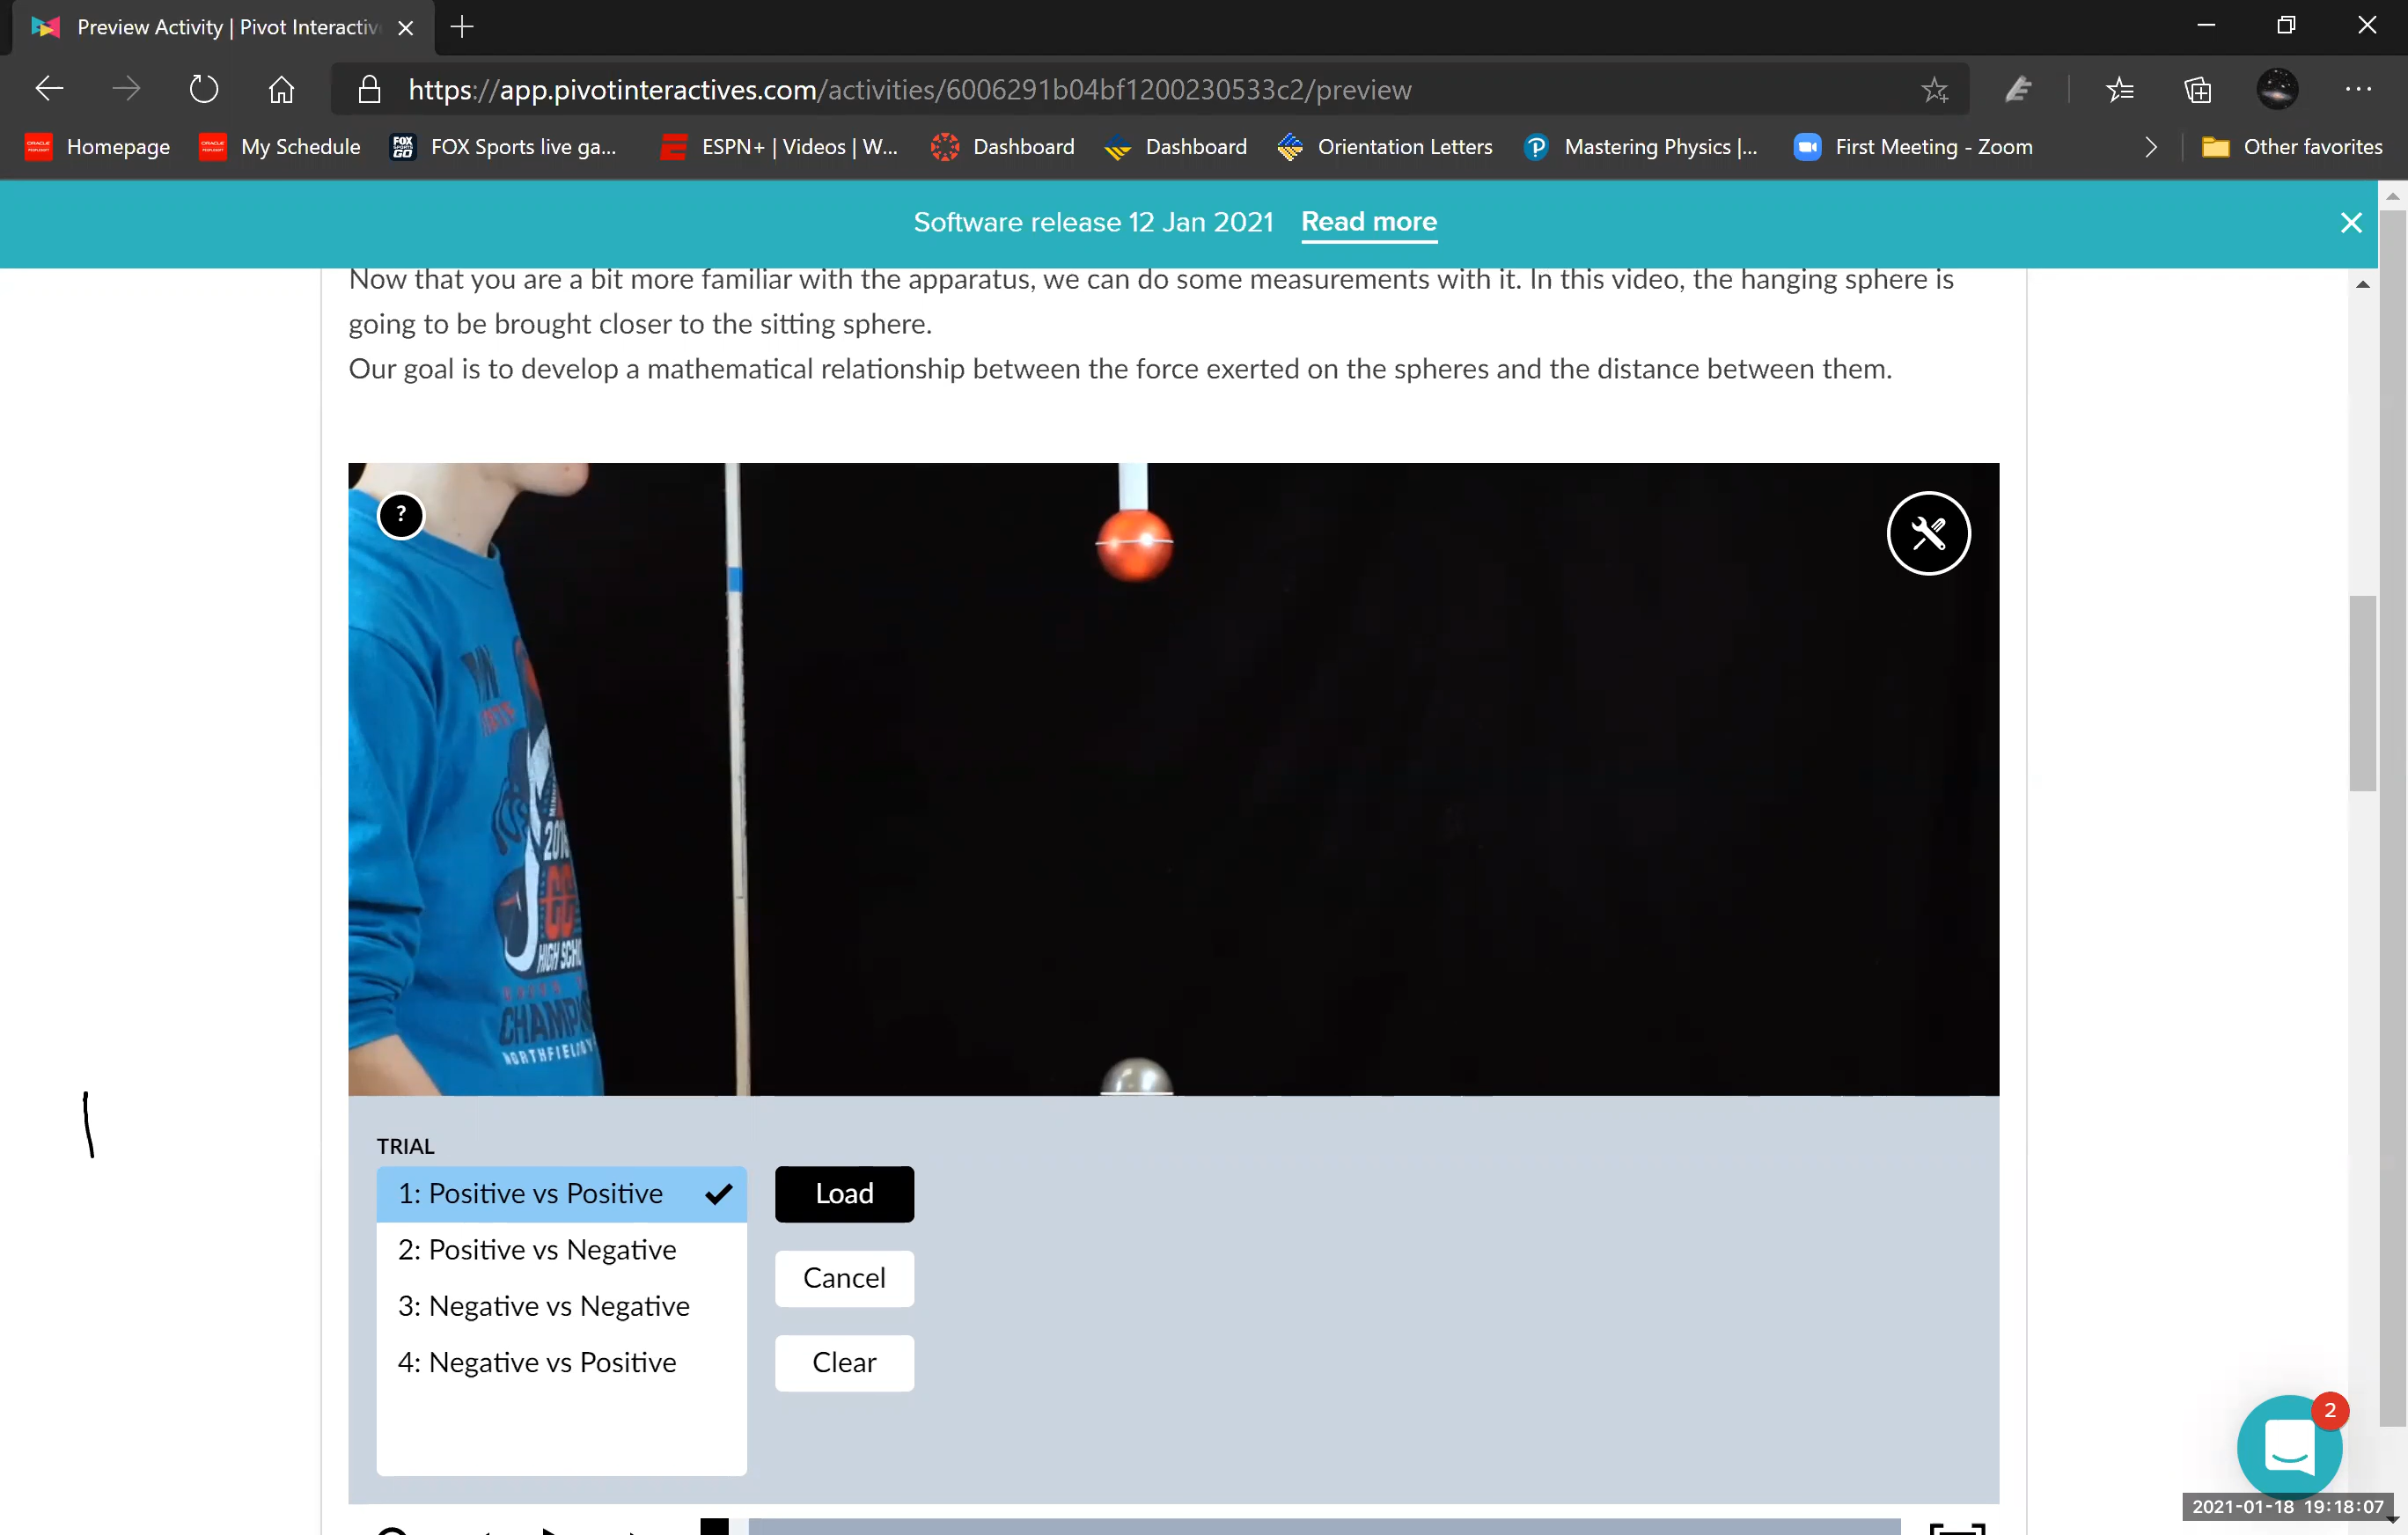 Preview Activity | Pivot Interactiv
https://app.pivotinteractives.com/activities/6006291b04bf1200230533c2/preview
Homepage My Schedule FOX Sports live ga... ESPN+ | Videos | W... Dashboard Dashboard Orientation Letters Mastering Physics |... First Meeting - Zoom Other favorites
Software release 12 Jan 2021 Read more
Now that you are a bit more familiar with the apparatus, we can do some measurements with it. In this video, the hanging sphere is
going to be brought closer to the sitting sphere.
Our goal is to develop a mathematical relationship between the force exerted on the spheres and the distance between them.
?
HIGH SCHO
CHAMPI
NORTHFIEL
TRIAL
1: Positive vs Positive
Load
2: Positive vs Negative
Cancel
3: Negative vs Negative
4: Negative vs Positive
Clear
2
2021-01-18 19:18:07